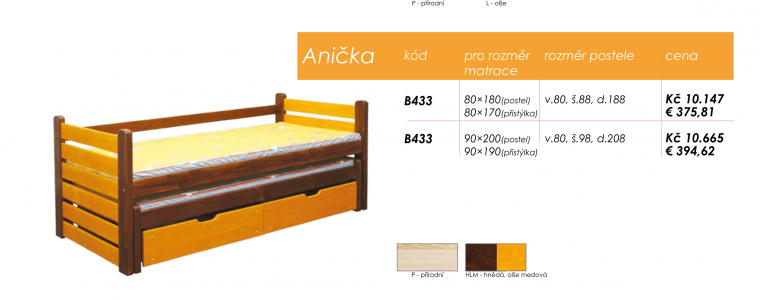 P - přírodní L - olše
Anička kód pro rozměr matrace rozměr postele cena
B433 80×180(postel) v.80, š.88, d.188 Kč 10.147
80×170(přistýlka) € 375,81
B433 90×200(postel) v.80, š.98, d.208 Kč 10.665
90×190(přistýlka) € 394,62
P - přírodní HLM - hnědá, olše medová